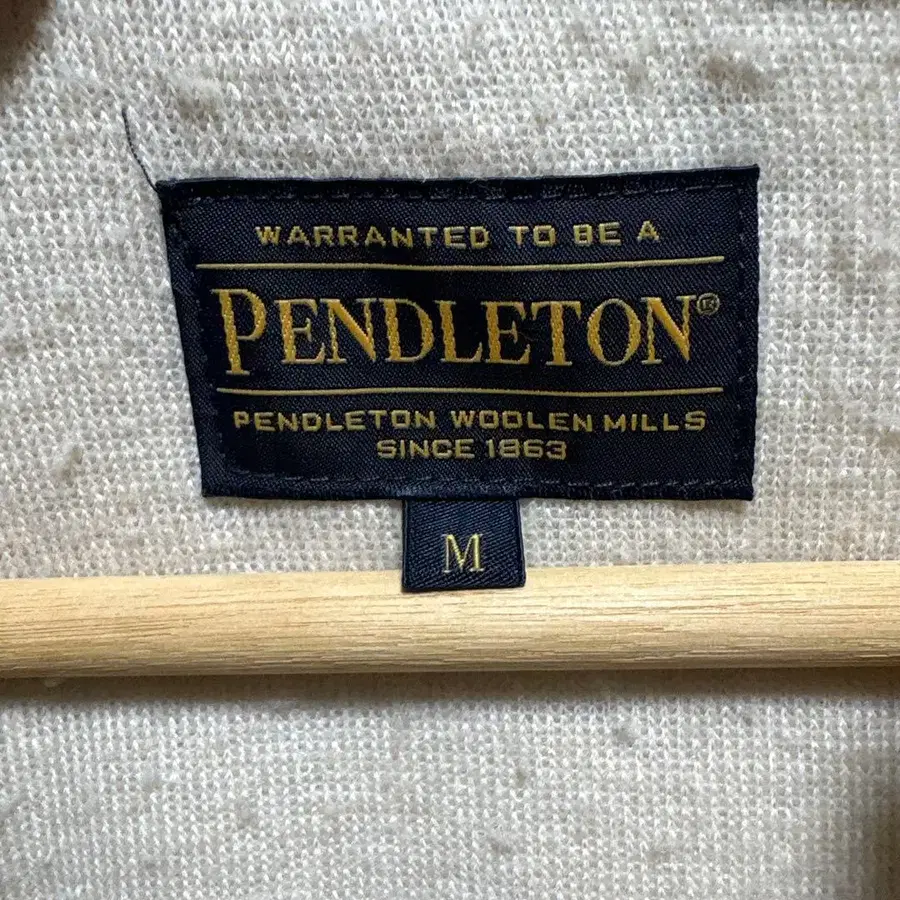 WARRANTED TO BE A
PENDLETON®
PENDLETON WOOLEN MILLS
SINCE 1863
M